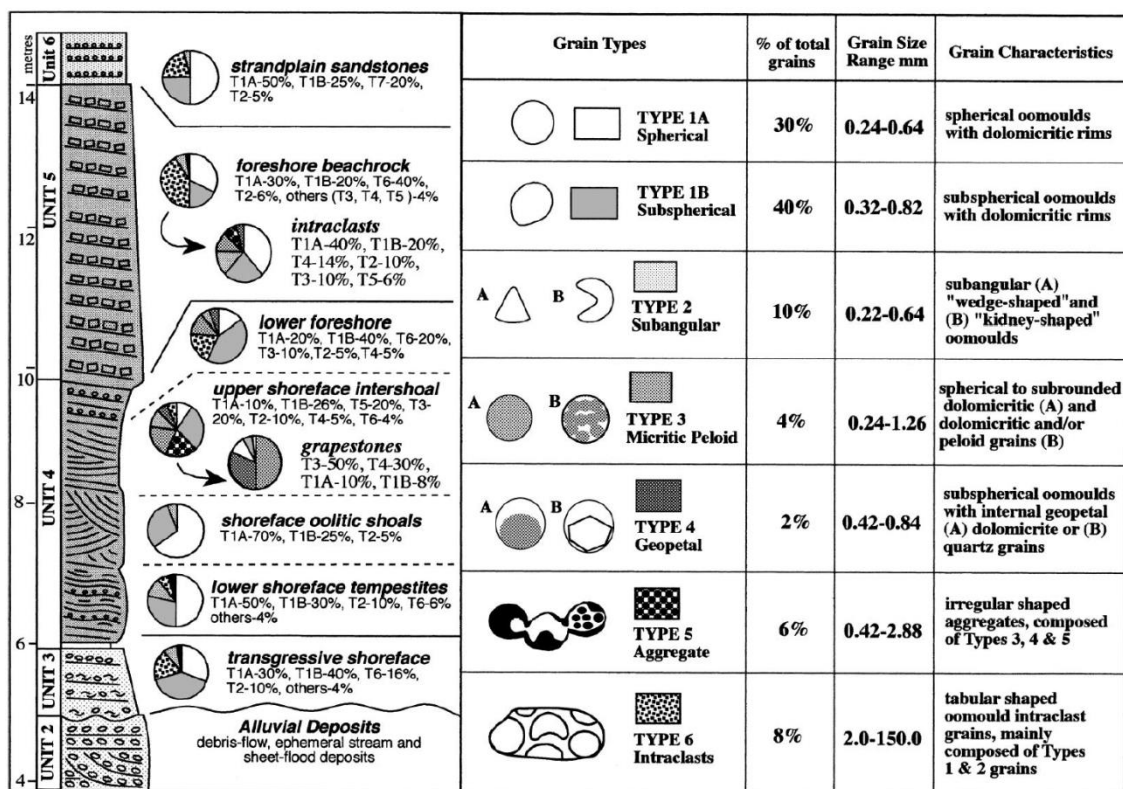 metres
Unit 6
14
UNIT 5
12
10
UNIT 4
8
6
UNIT 3
UNIT 2
4
strandplain sandstones
T1A-50%, T1B-25%, T7-20%,
T2-5%
foreshore beachrock
T1A-30%, T1B-20%, T6-40%,
T2-6%, others (T3, T4, T5 )-4%
intraclasts
T1A-40%, T1B-20%,
T4-14%, T2-10%,
T3-10%, T5-6%
lower foreshore
T1A-20%, T1B-40%, T6-20%,
T3-10%,T2-5%,T4-5%
upper shoreface intershoal
T1A-10%, T1B-26%, T5-20%, T3-
20%, T2-10%, T4-5%, T6-4%
grapestones
T3-50%, T4-30%,
T1A-10%, T1B-8%
shoreface oolitic shoals
T1A-70%, T1B-25%, T2-5%
lower shoreface tempestites
T1A-50%, T1B-30%, T2-10%, T6-6%
others-4%
transgressive shoreface
T1A-30%, T1B-40%, T6-16%,
T2-10%, others-4%
Alluvial Deposits
debris-flow, ephemeral stream and
sheet-flood deposits
Grain Types
% of total
grains
Grain Size
Range mm
Grain Characteristics
TYPE 1A
Spherical
30%
0.24-0.64
spherical oomoulds
with dolomicritic rims
TYPE 1B
Subspherical
40%
0.32-0.82
subspherical oomoulds
with dolomicritic rims
A
B
TYPE 2
Subangular
10%
0.22-0.64
subangular (A)
"wedge-shaped"and
(B) "kidney-shaped"
oomoulds
A
B
TYPE 3
Micritic Peloid
4%
0.24-1.26
spherical to subrounded
dolomicritic (A) and
dolomicritic and/or
peloid grains (B)
A
B
TYPE 4
Geopetal
2%
0.42-0.84
subspherical oomoulds
with internal geopetal
(A) dolomicrite or (B)
quartz grains
TYPE 5
Aggregate
6%
0.42-2.88
irregular shaped
aggregates, composed
of Types 3, 4 & 5
TYPE 6
Intraclasts
8%
2.0-150.0
tabular shaped
oomould intraclast
grains, mainly
composed of Types
1 & 2 grains